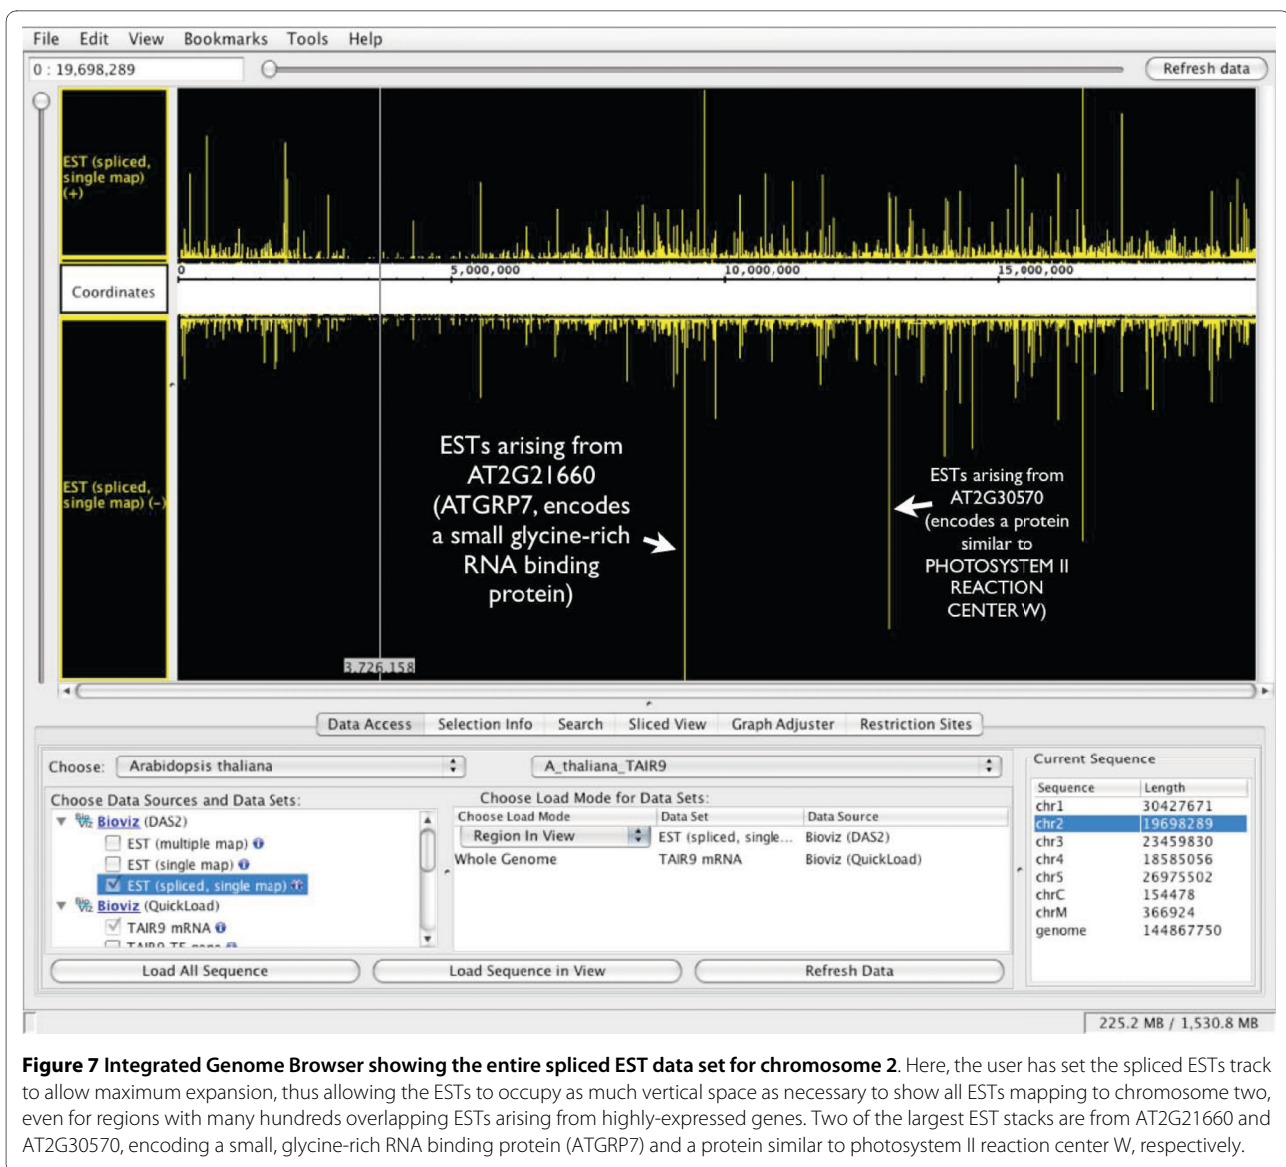 File Edit View Bookmarks Tools Help
0 : 19,698,289
Refresh data
EST (spliced,
single map)
(+)
0 5,000,000 10,000,000 15,000,000
Coordinates
EST (spliced,
single map) (-)
ESTs arising from
AT2G21660
(ATGRP7, encodes
a small glycine-rich
RNA binding
protein)
ESTs arising from
AT2G30570
(encodes a protein
similar to
PHOTOSYSTEM II
REACTION
CENTER W)
3,726,158
Data Access Selection Info Search Sliced View Graph Adjuster Restriction Sites
Choose: Arabidopsis thaliana A_thaliana_TAIR9
Choose Data Sources and Data Sets:
Bioviz (DAS2)
EST (multiple map)
EST (single map)
EST (spliced, single map)
Bioviz (QuickLoad)
TAIR9 mRNA
Choose Load Mode for Data Sets:
Choose Load Mode Data Set Data Source
Region In View EST (spliced, single... Bioviz (DAS2)
Whole Genome TAIR9 mRNA Bioviz (QuickLoad)
Current Sequence
Sequence Length
chr1 30427671
chr2 19698289
chr3 23459830
chr4 18585056
chr5 26975502
chrC 154478
chrM 366924
genome 144867750
Load All Sequence Load Sequence in View Refresh Data
225.2 MB / 1,530.8 MB
Figure 7 Integrated Genome Browser showing the entire spliced EST data set for chromosome 2. Here, the user has set the spliced ESTs track
to allow maximum expansion, thus allowing the ESTs to occupy as much vertical space as necessary to show all ESTs mapping to chromosome two,
even for regions with many hundreds overlapping ESTs arising from highly-expressed genes. Two of the largest EST stacks are from AT2G21660 and
AT2G30570, encoding a small, glycine-rich RNA binding protein (ATGRP7) and a protein similar to photosystem II reaction center W, respectively.